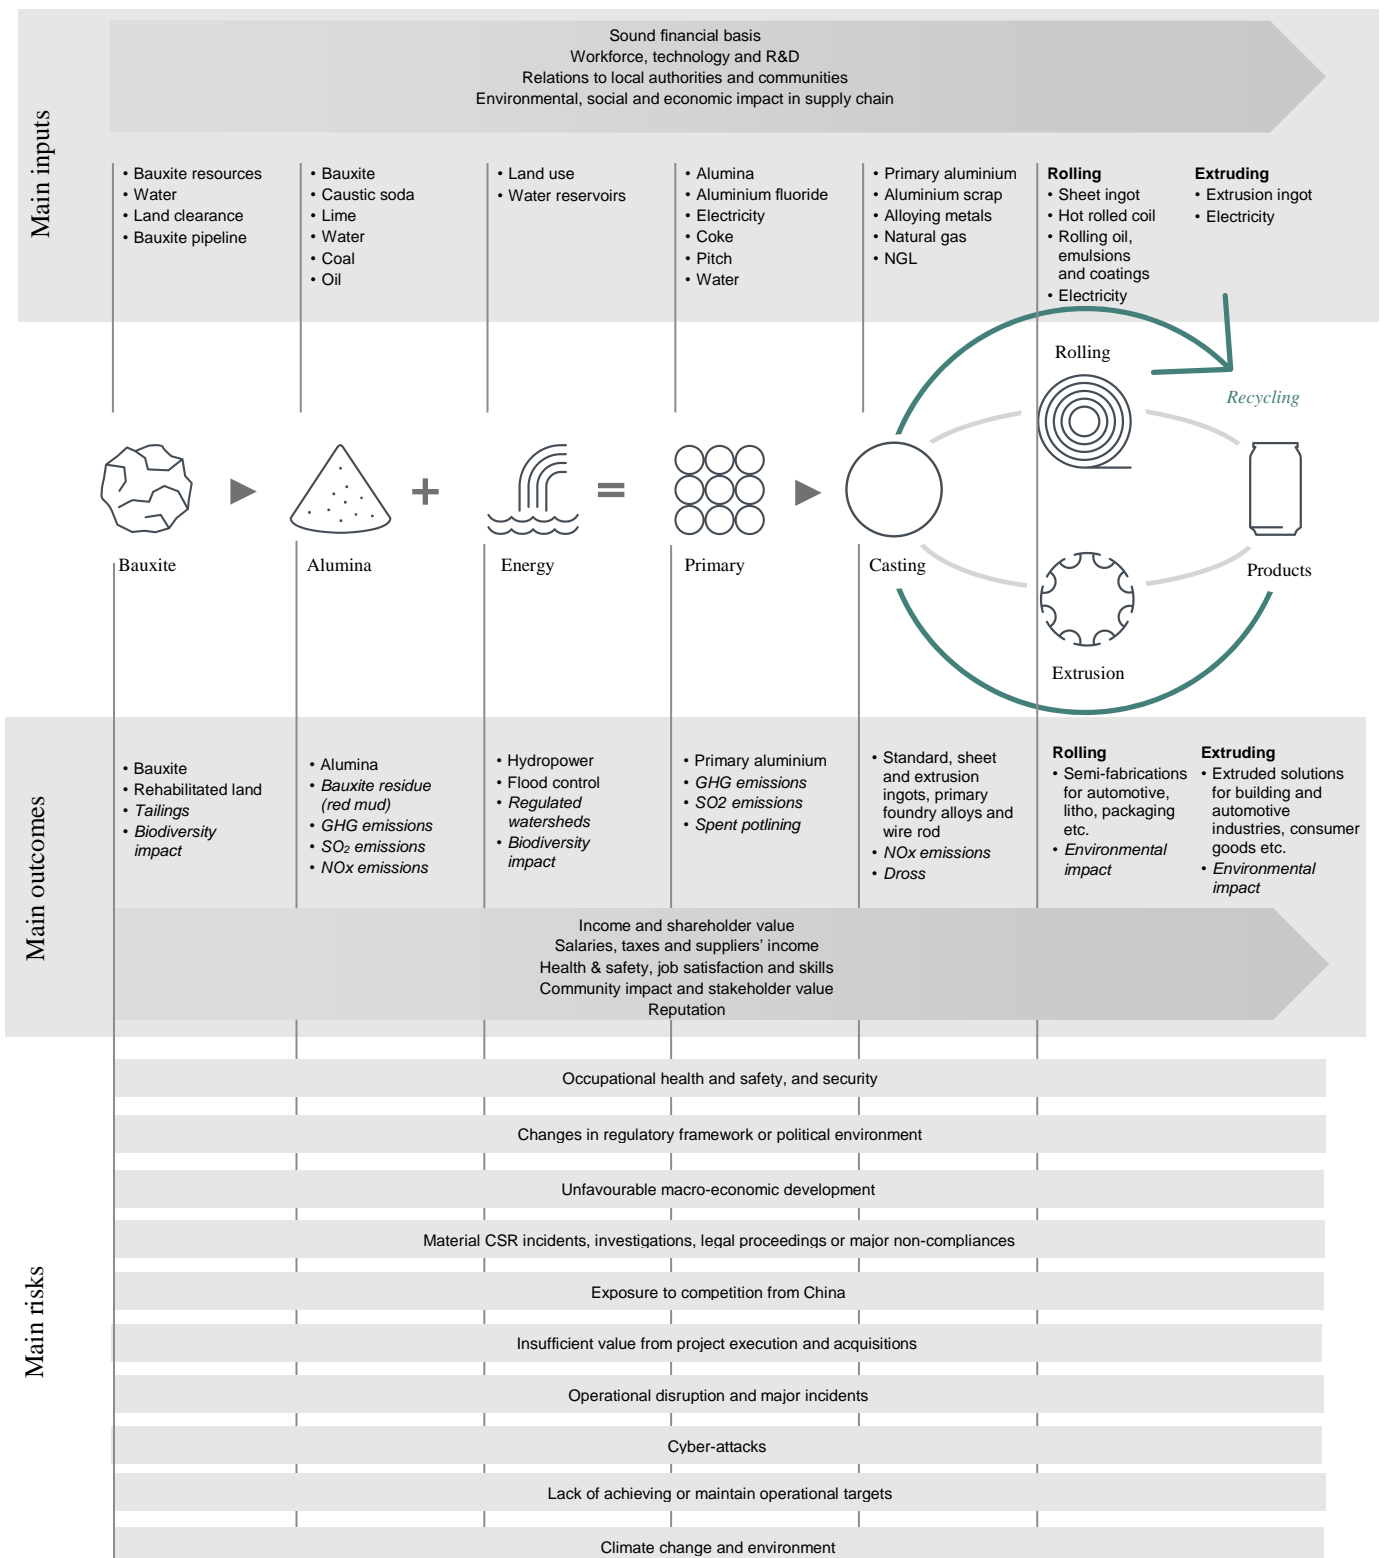 Main inputs
Sound financial basis
Workforce, technology and R&D
Relations to local authorities and communities
Environmental, social and economic impact in supply chain
• Bauxite resources
• Water
• Land clearance
• Bauxite pipeline
• Bauxite
• Caustic soda
• Lime
• Water
• Coal
• Oil
• Land use
• Water reservoirs
• Alumina
• Aluminium fluoride
• Electricity
• Coke
• Pitch
• Water
• Primary aluminium
• Aluminium scrap
• Alloying metals
• Natural gas
• NGL
Rolling
• Sheet ingot
• Hot rolled coil
• Rolling oil,
emulsions
and coatings
• Electricity
Extruding
• Extrusion ingot
• Electricity
Rolling
Recycling
Bauxite
Alumina
Energy
Primary
Casting
Products
Extrusion
Main outcomes
• Bauxite
• Rehabilitated land
• Tailings
• Biodiversity
impact
• Alumina
• Bauxite residue
(red mud)
• GHG emissions
• SO₂ emissions
• NOx emissions
• Hydropower
• Flood control
• Regulated
watersheds
• Biodiversity
impact
• Primary aluminium
• GHG emissions
• SO2 emissions
• Spent potlining
• Standard, sheet
and extrusion
ingots, primary
foundry alloys and
wire rod
• NOx emissions
• Dross
Rolling
• Semi-fabrications
for automotive,
litho, packaging
etc.
• Environmental
impact
Extruding
• Extruded solutions
for building and
automotive
industries, consumer
goods etc.
• Environmental
impact
Income and shareholder value
Salaries, taxes and suppliers’ income
Health & safety, job satisfaction and skills
Community impact and stakeholder value
Reputation
Main risks
Occupational health and safety, and security
Changes in regulatory framework or political environment
Unfavourable macro-economic development
Material CSR incidents, investigations, legal proceedings or major non-compliances
Exposure to competition from China
Insufficient value from project execution and acquisitions
Operational disruption and major incidents
Cyber-attacks
Lack of achieving or maintain operational targets
Climate change and environment